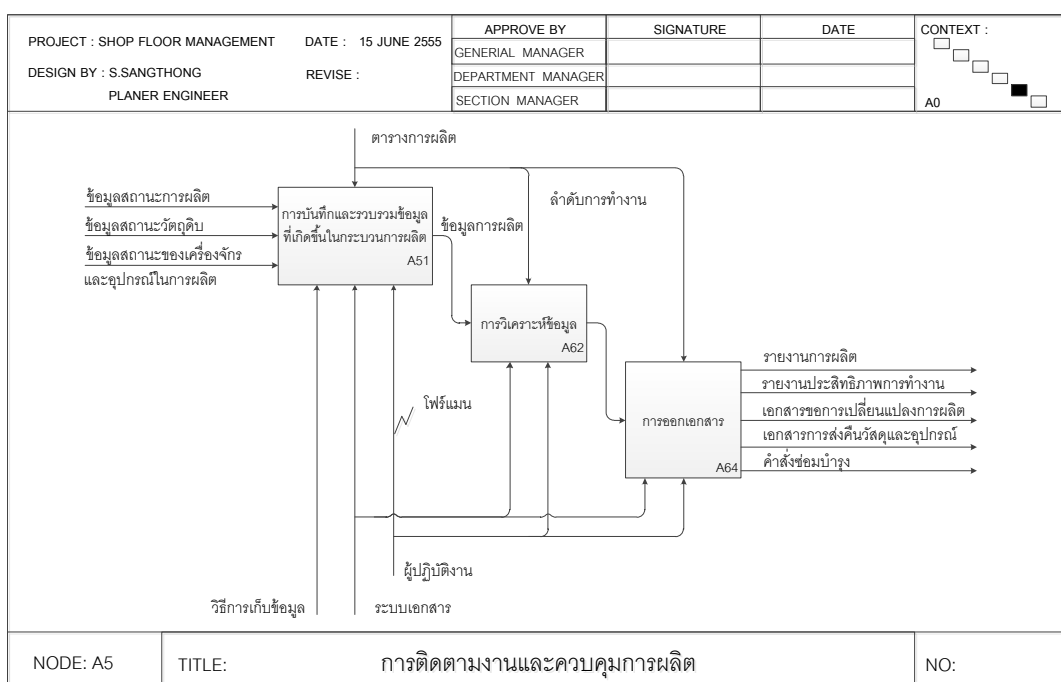 PROJECT : SHOP FLOOR MANAGEMENT
DATE : 15 JUNE 2555
DESIGN BY : S.SANGTHONG
REVISE :
PLANER ENGINEER
APPROVE BY
SIGNATURE
DATE
GENERIAL MANAGER
DEPARTMENT MANAGER
SECTION MANAGER
CONTEXT :
A0
ตารางการผลิต
ข้อมูลสถานะการผลิต
ข้อมูลสถานะวัตถุดิบ
ข้อมูลสถานะของเครื่องจักร
และอุปกรณ์ในการผลิต
การบันทึกและรวบรวมข้อมูล
ที่เกิดขึ้นในกระบวนการผลิต
A51
ข้อมูลการผลิต
ลำดับการทำงาน
การวิเคราะห์ข้อมูล
A62
โฟร์แมน
การออกเอกสาร
A64
รายงานการผลิต
รายงานประสิทธิภาพการทำงาน
เอกสารขอการเปลี่ยนแปลงการผลิต
เอกสารการส่งคืนวัสดุและอุปกรณ์
คำสั่งซ่อมบำรุง
ผู้ปฏิบัติงาน
วิธีการเก็บข้อมูล
ระบบเอกสาร
NODE: A5
TITLE:
การติดตามงานและควบคุมการผลิต
NO: